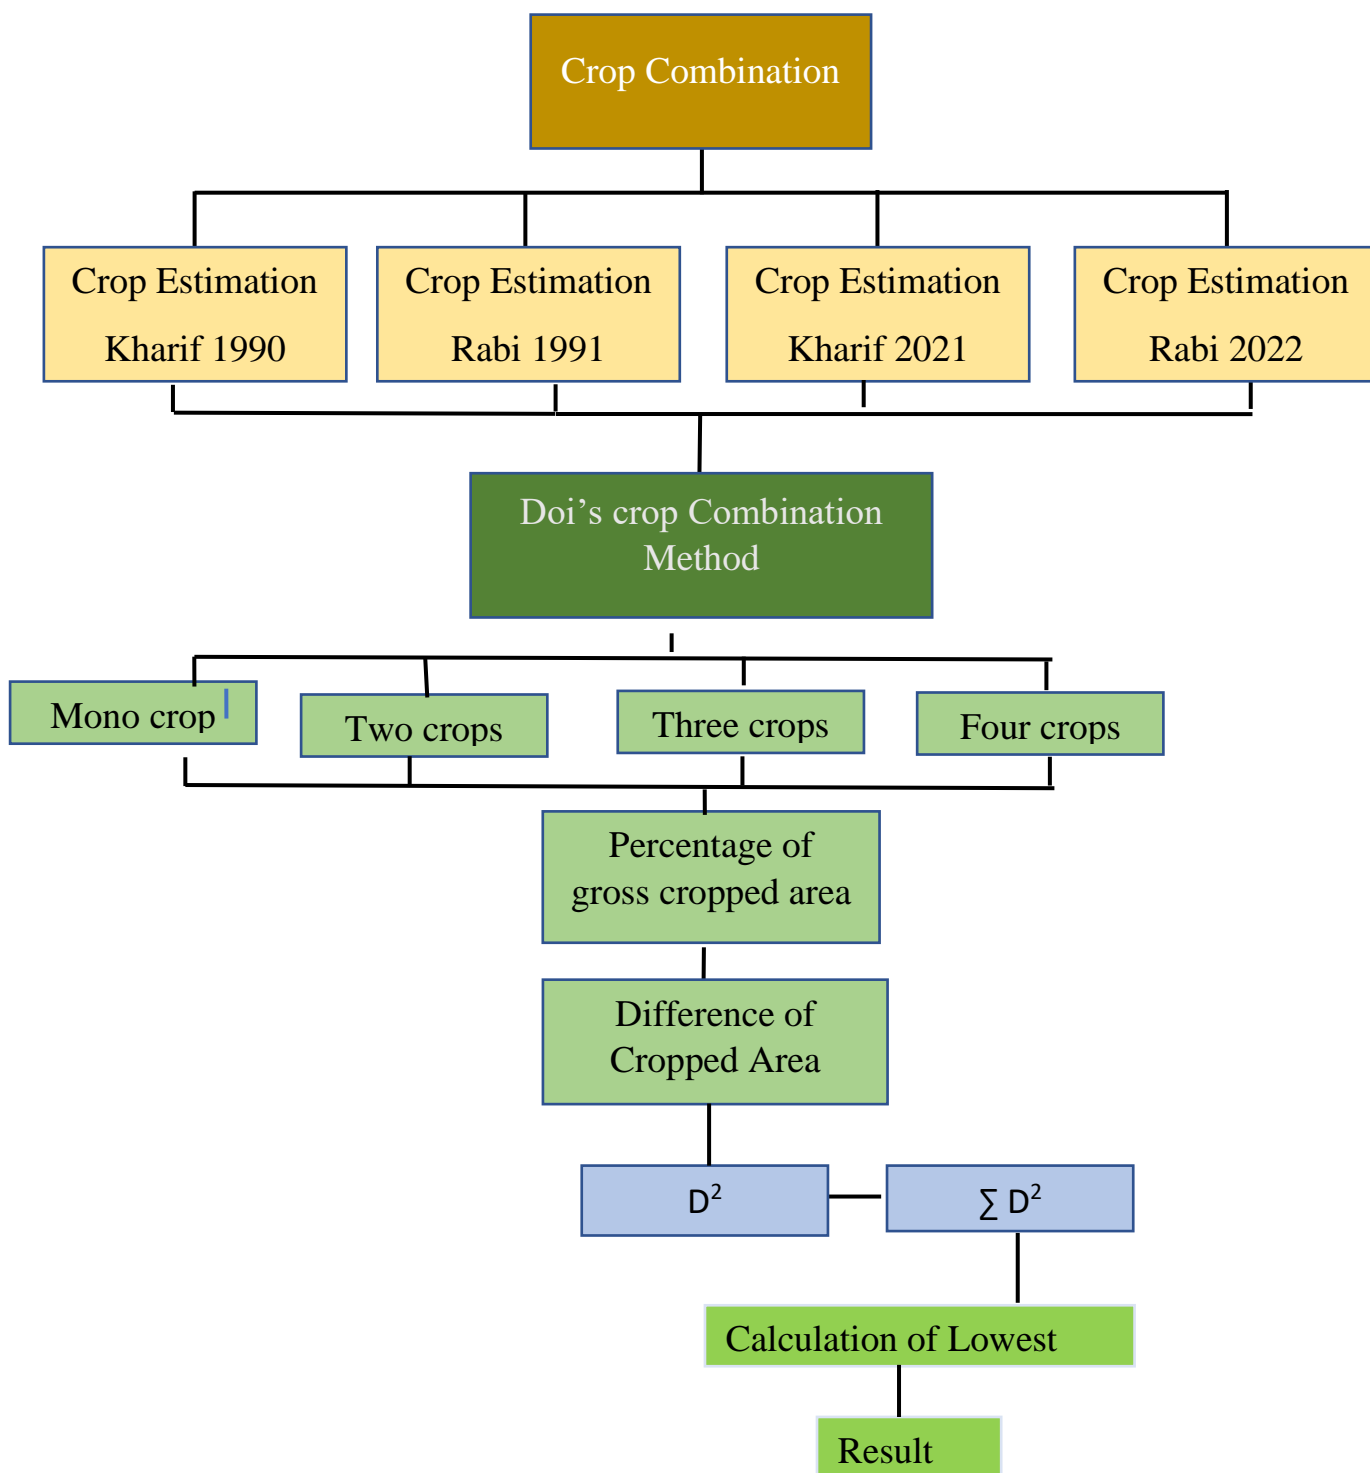 Crop Combination
Crop Estimation
Kharif 1990
Crop Estimation
Rabi 1991
Crop Estimation
Kharif 2021
Crop Estimation
Rabi 2022
Doi’s crop Combination
Method
Mono crop
Two crops
Three crops
Four crops
Percentage of
gross cropped area
Difference of
Cropped Area
D²
∑ D²
Calculation of Lowest
Result